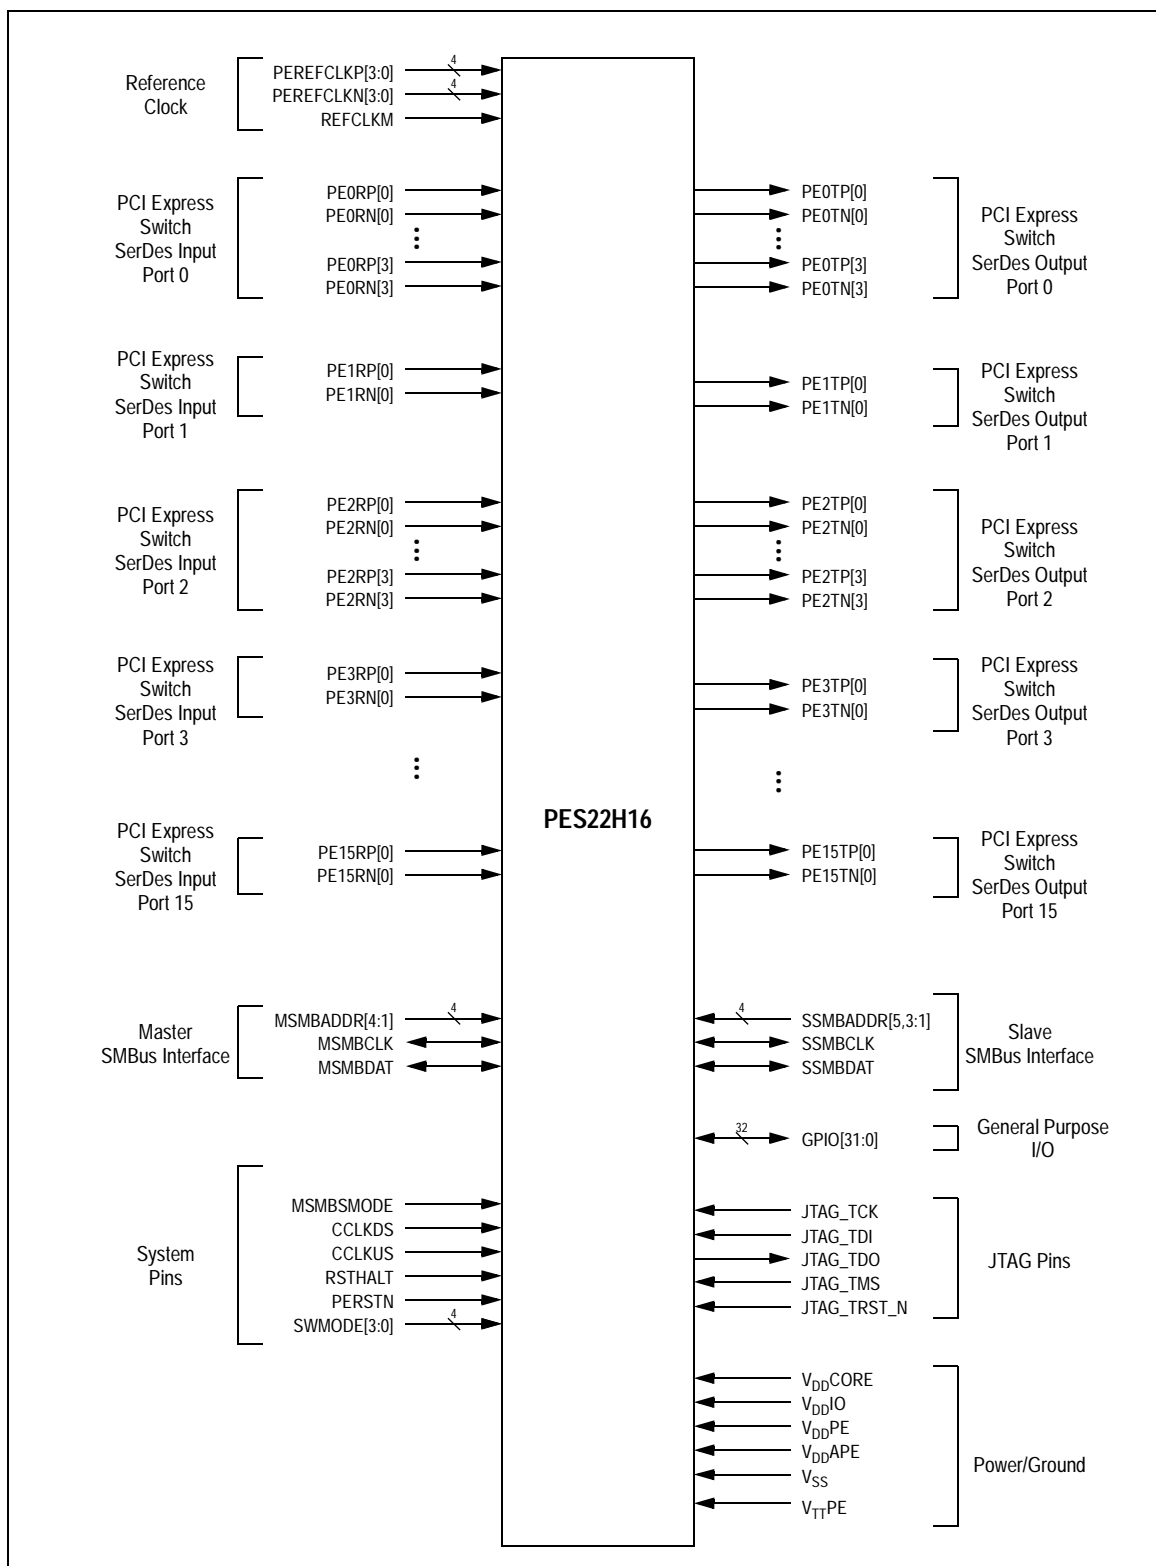 Reference
Clock
PEREFCLKP[3:0]
4
PEREFCLKN[3:0]
4
REFCLKM
PCI Express
Switch
SerDes Input
Port 0
PE0RP[0]
PE0RN[0]
PE0RP[3]
PE0RN[3]
PE0TP[0]
PE0TN[0]
PE0TP[3]
PE0TN[3]
PCI Express
Switch
SerDes Output
Port 0
PCI Express
Switch
SerDes Input
Port 1
PE1RP[0]
PE1RN[0]
PE1TP[0]
PE1TN[0]
PCI Express
Switch
SerDes Output
Port 1
PCI Express
Switch
SerDes Input
Port 2
PE2RP[0]
PE2RN[0]
PE2RP[3]
PE2RN[3]
PE2TP[0]
PE2TN[0]
PE2TP[3]
PE2TN[3]
PCI Express
Switch
SerDes Output
Port 2
PCI Express
Switch
SerDes Input
Port 3
PE3RP[0]
PE3RN[0]
PE3TP[0]
PE3TN[0]
PCI Express
Switch
SerDes Output
Port 3
PES22H16
PCI Express
Switch
SerDes Input
Port 15
PE15RP[0]
PE15RN[0]
PE15TP[0]
PE15TN[0]
PCI Express
Switch
SerDes Output
Port 15
Master
SMBus Interface
MSMBADDR[4:1]
4
MSMBCLK
MSMBDAT
4
SSMBADDR[5,3:1]
SSMBCLK
SSMBDAT
Slave
SMBus Interface
32
GPIO[31:0]
General Purpose
I/O
System
Pins
MSMBSMODE
CCLKDS
CCLKUS
RSTHALT
PERSTN
SWMODE[3:0]
4
JTAG_TCK
JTAG_TDI
JTAG_TDO
JTAG_TMS
JTAG_TRST_N
JTAG Pins
VDDCORE
VDDIO
VDDPE
VDDAPE
VSS
VTTPE
Power/Ground